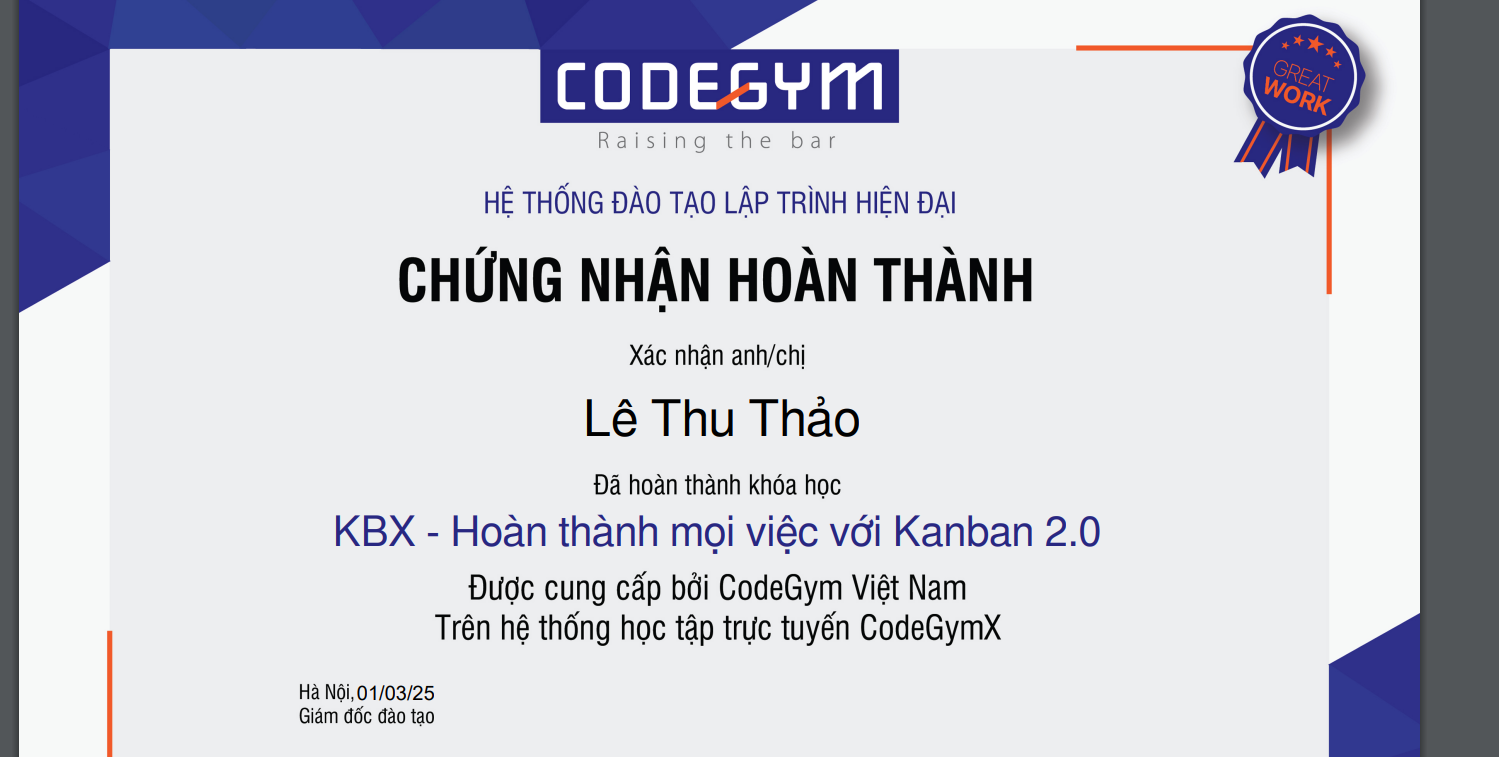 CODEGYM
Raising the bar
GREAT
WORK
HỆ THỐNG ĐÀO TẠO LẬP TRÌNH HIỆN ĐẠI
CHỨNG NHẬN HOÀN THÀNH
Xác nhận anh/chị
Lê Thu Thảo
Đã hoàn thành khóa học
KBX - Hoàn thành mọi việc với Kanban 2.0
Được cung cấp bởi CodeGym Việt Nam
Trên hệ thống học tập trực tuyến CodeGymX
Hà Nội, 01/03/25
Giám đốc đào tạo